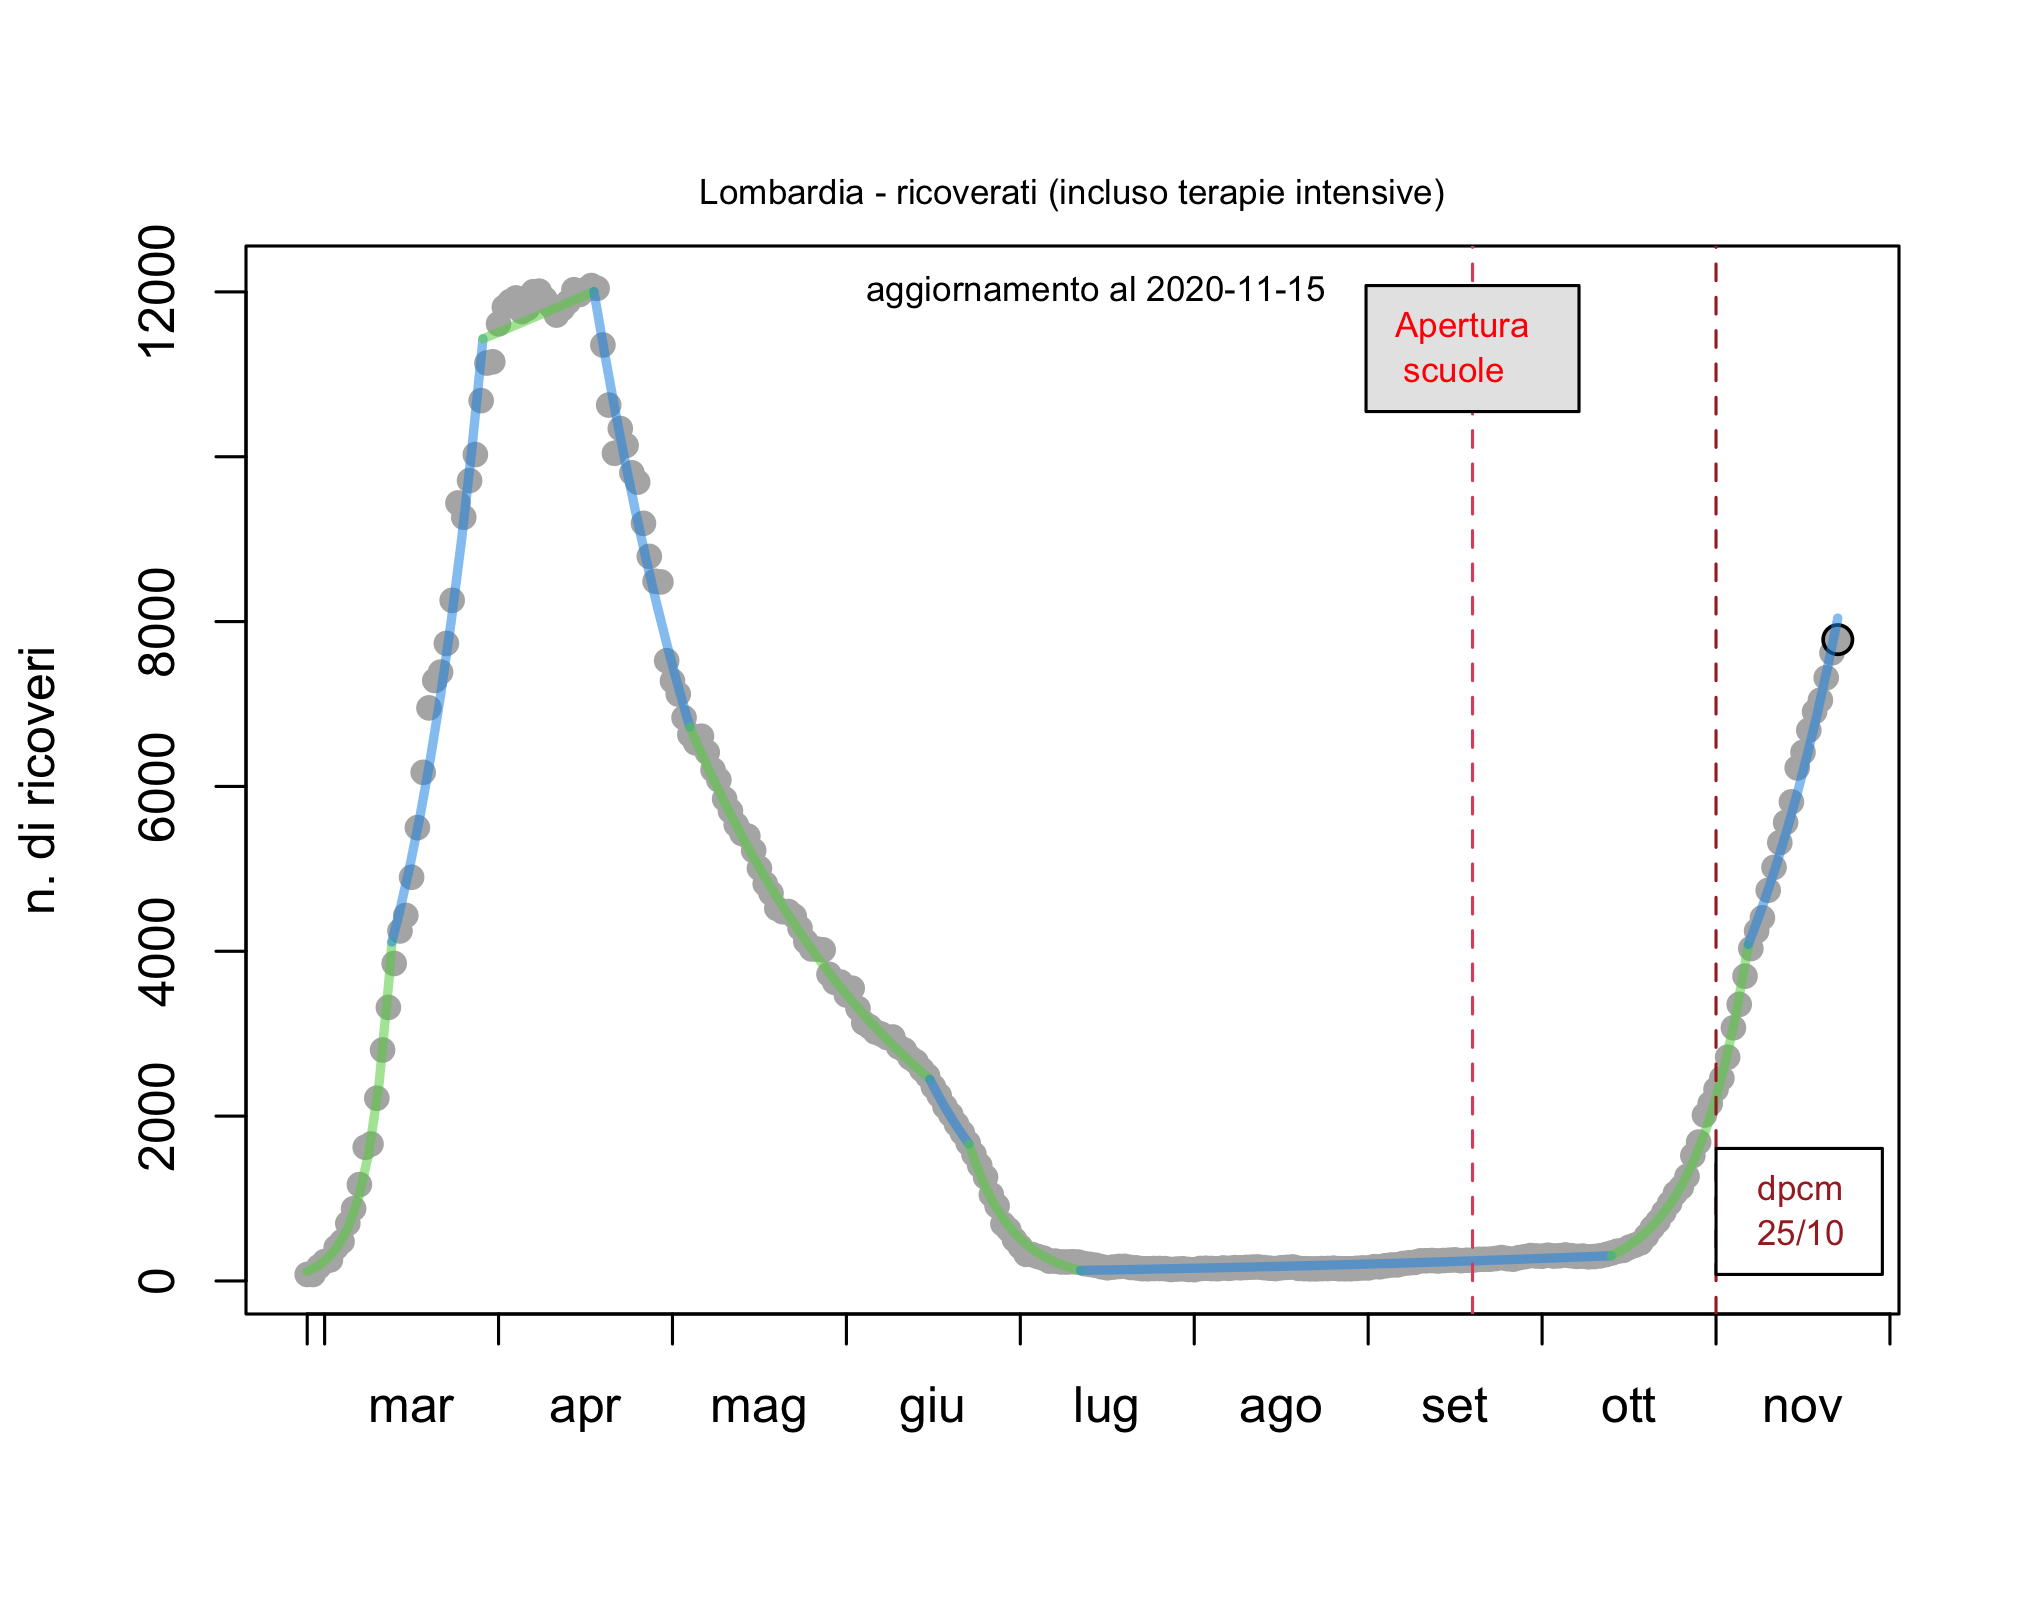 Lombardia - ricoverati (incluso terapie intensive)
aggiornamento al 2020-11-15
Apertura
scuole
n. di ricoveri
12000
8000
6000
4000
2000
0
dpcm
25/10
mar apr mag giu lug ago set ott nov